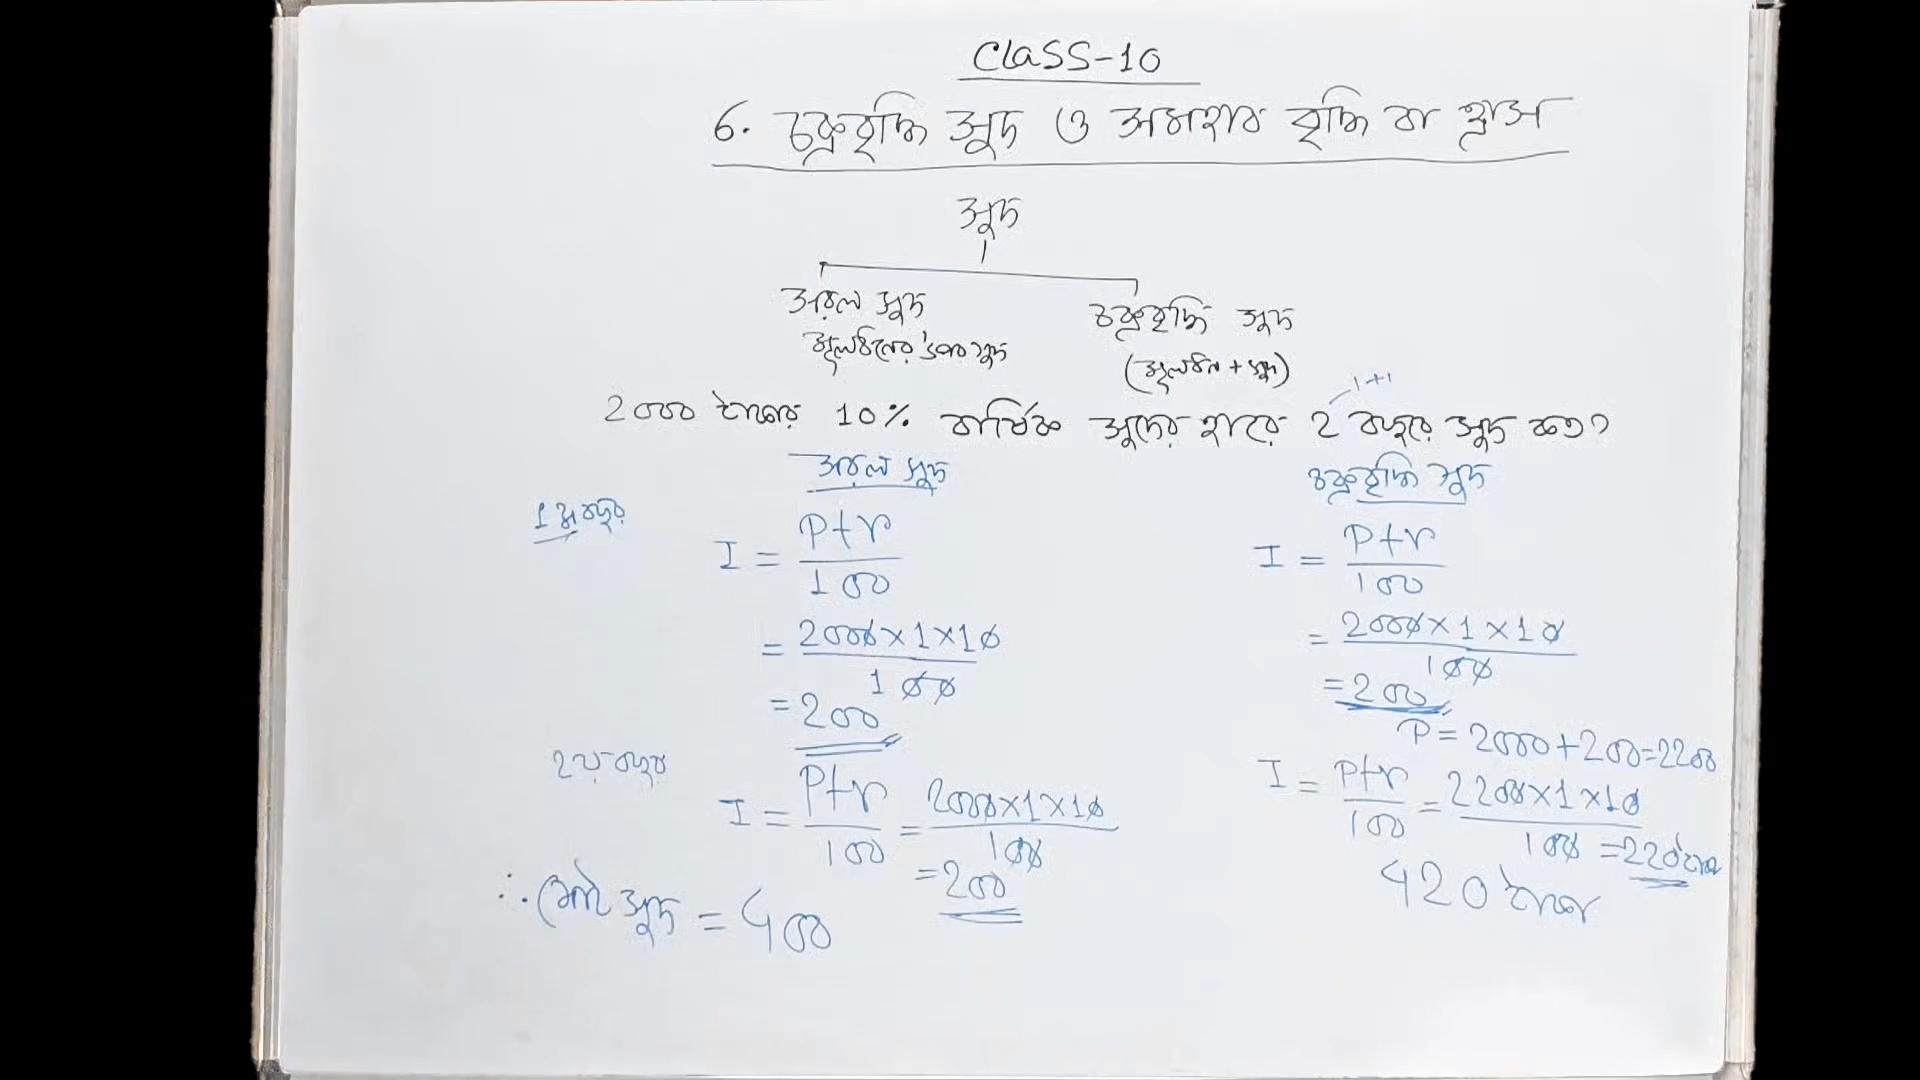 CLASS-10
6. চক্রবৃদ্ধি সুদ ও সমহার বৃদ্ধি বা হ্রাস
সুদ
সরল সুদ
মূলধনের উপর সুদ
চক্রবৃদ্ধি সুদ
(মূলধন + সুদ)
1+1
2000 টাকার 10% বার্ষিক সুদের হারে 2 বছরে সুদ কত?
সরল সুদ
চক্রবৃদ্ধি সুদ
1ম বছর
I = Ptr/100
= 2000×1×10/100
= 200
I = Ptr/100
= 2000×1×10/100
= 200
P = 2000+200=2200
2য় বছর
I = Ptr/100 = 2000×1×10/100
= 200
I = Ptr/100 = 2200×1×10/100 = 220 টাকা
∴ মোট সুদ = 400
420 টাকা